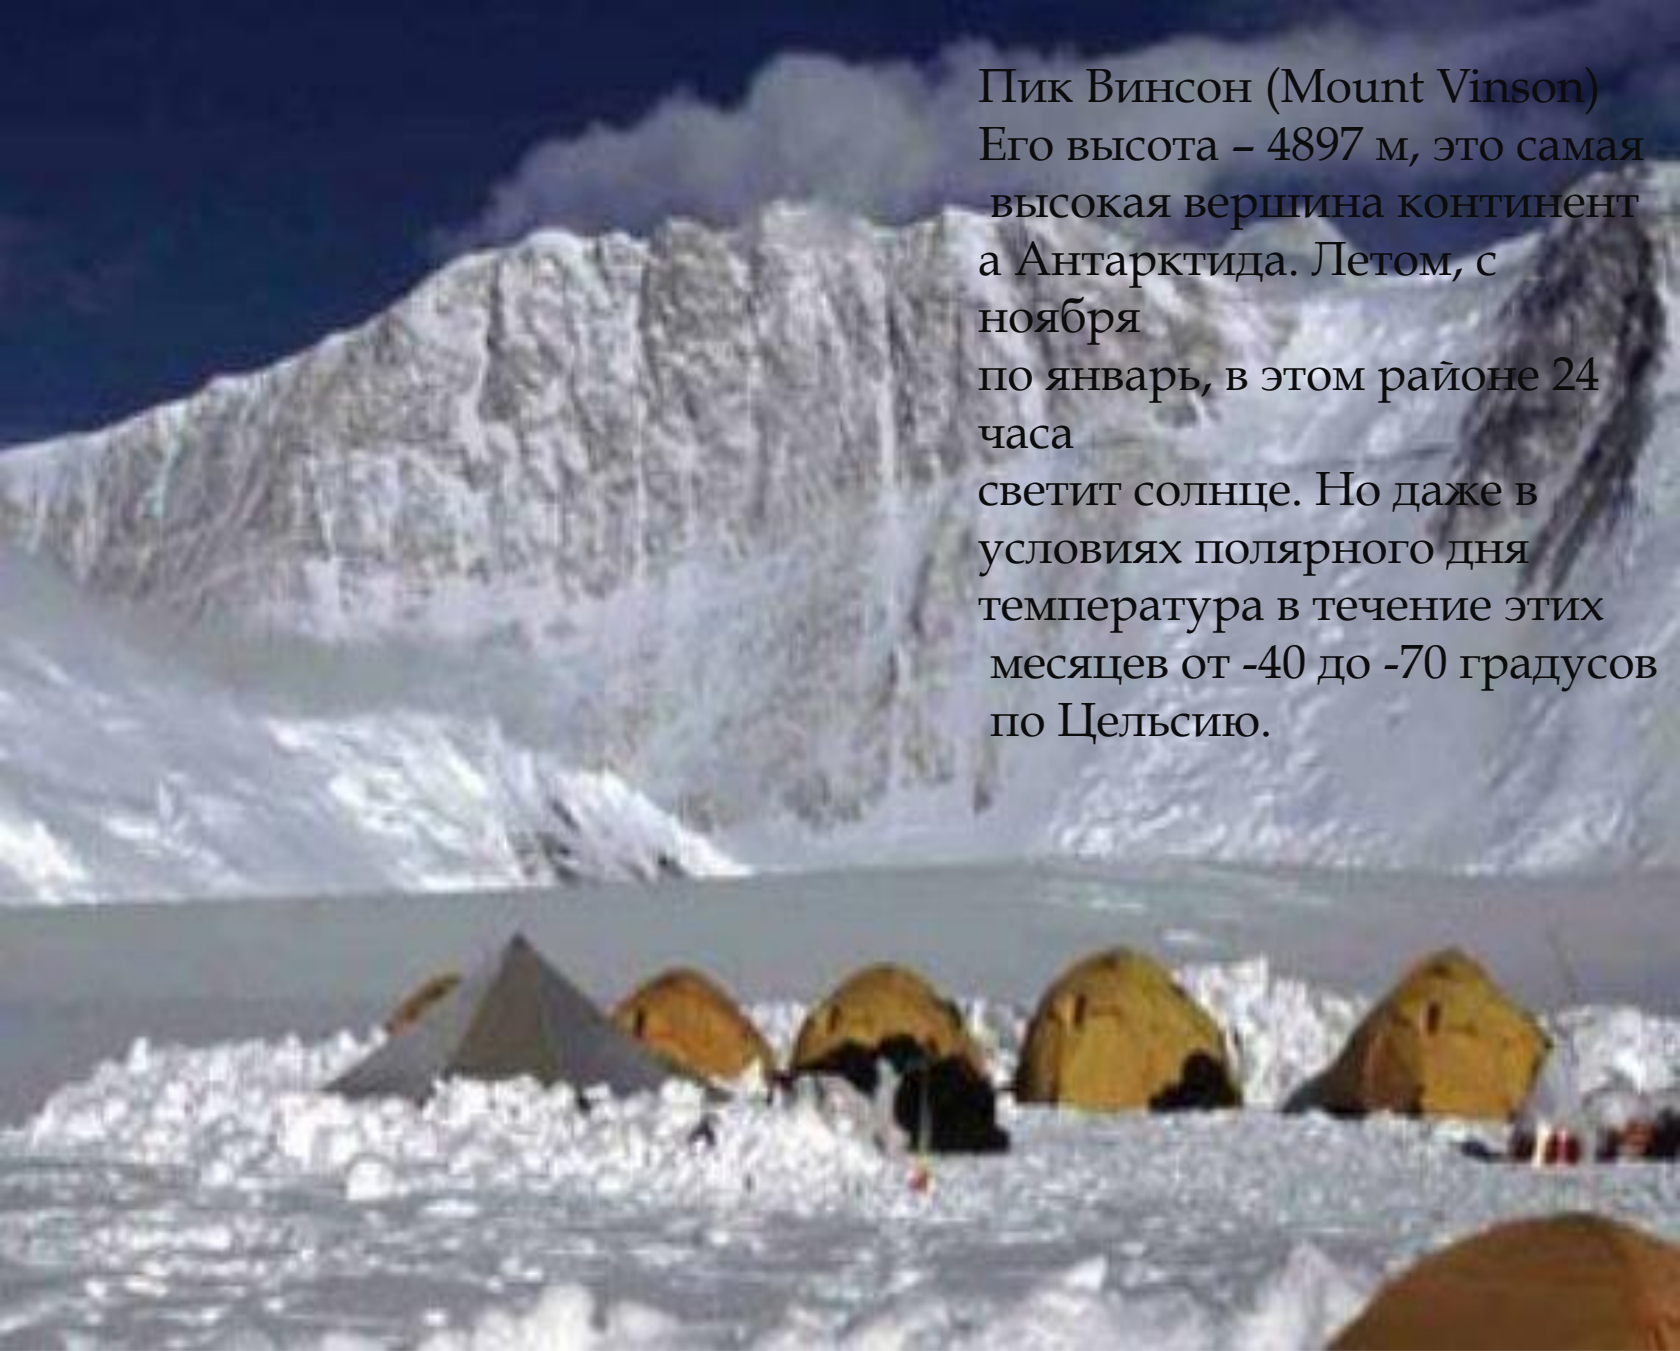 Пик Винсон (Mount Vinson)
Его высота – 4897 м, это самая
высокая вершина континент
а Антарктида. Летом, с
ноября
по январь, в этом районе 24
часа
светит солнце. Но даже в
условиях полярного дня
температура в течение этих
месяцев от -40 до -70 градусов
по Цельсию.